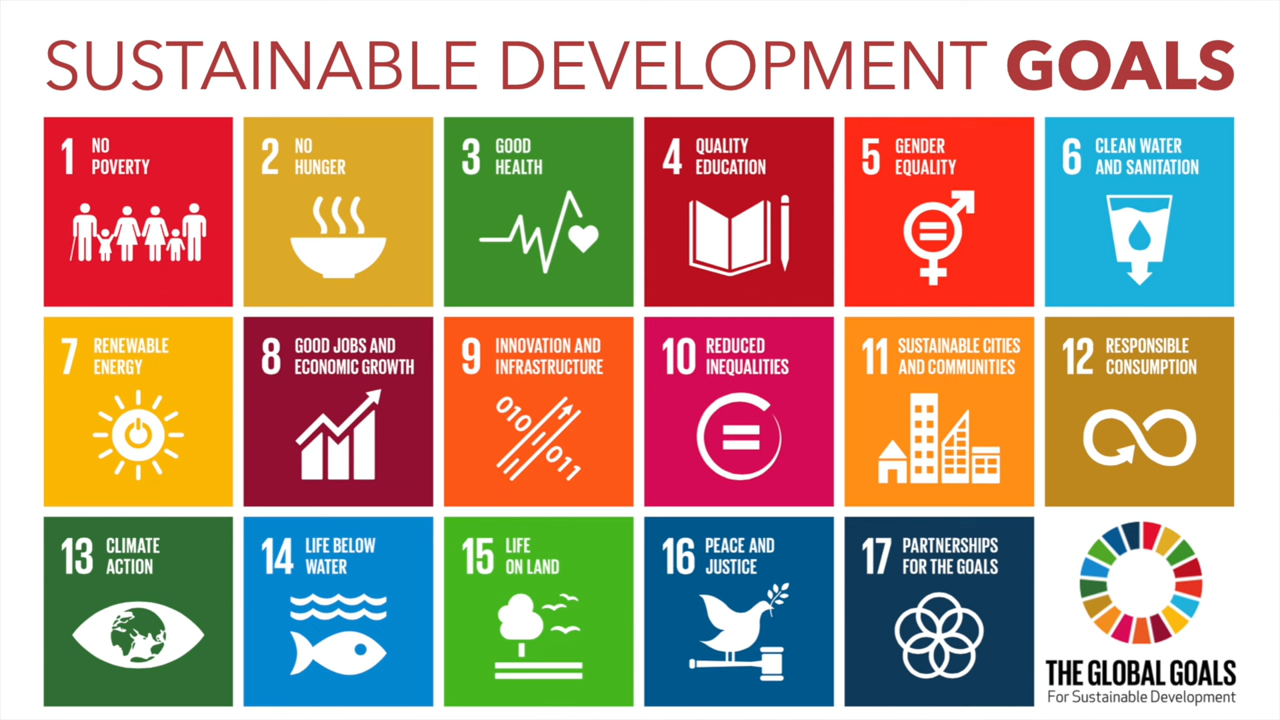 SUSTAINABLE DEVELOPMENT GOALS
1 NO
POVERTY
2 NO
HUNGER
3 GOOD
HEALTH
4 QUALITY
EDUCATION
5 GENDER
EQUALITY
6 CLEAN WATER
AND SANITATION
7 RENEWABLE
ENERGY
8 GOOD JOBS AND
ECONOMIC GROWTH
9 INNOVATION AND
INFRASTRUCTURE
010
011
10 REDUCED
INEQUALITIES
11 SUSTAINABLE CITIES
AND COMMUNITIES
12 RESPONSIBLE
CONSUMPTION
13 CLIMATE
ACTION
14 LIFE BELOW
WATER
15 LIFE
ON LAND
16 PEACE AND
JUSTICE
17 PARTNERSHIPS
FOR THE GOALS
THE GLOBAL GOALS
For Sustainable Development